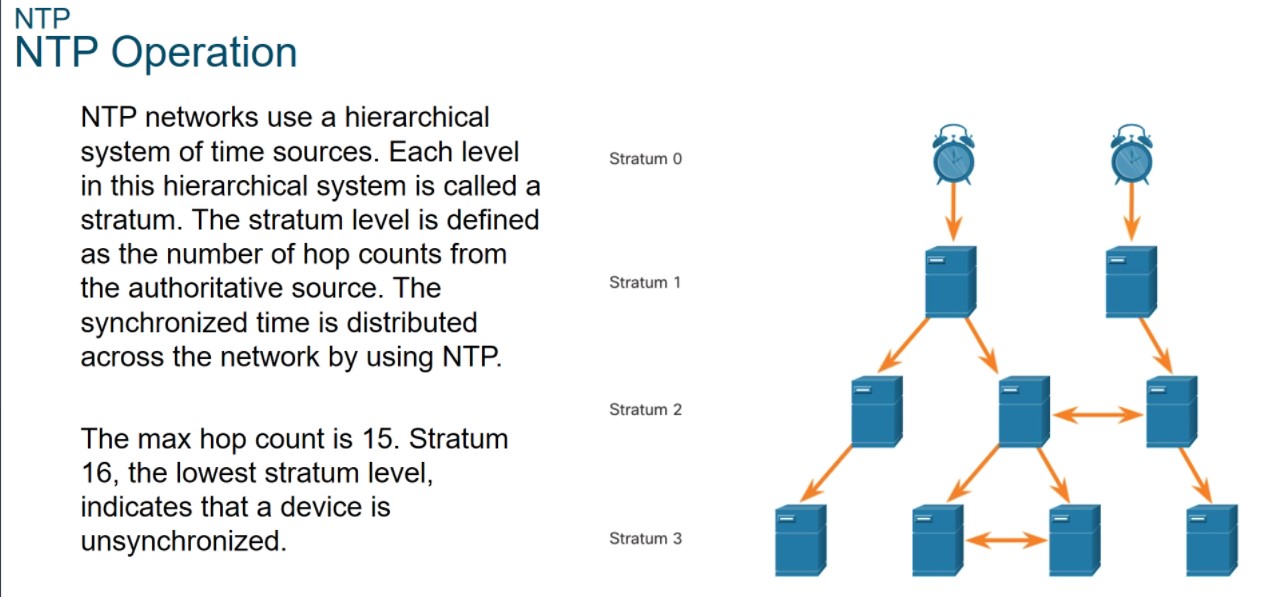 NTP
NTP Operation
NTP networks use a hierarchical
system of time sources. Each level
in this hierarchical system is called a
stratum. The stratum level is defined
as the number of hop counts from
the authoritative source. The
synchronized time is distributed
across the network by using NTP.
The max hop count is 15. Stratum
16, the lowest stratum level,
indicates that a device is
unsynchronized.
Stratum 0
Stratum 1
Stratum 2
Stratum 3